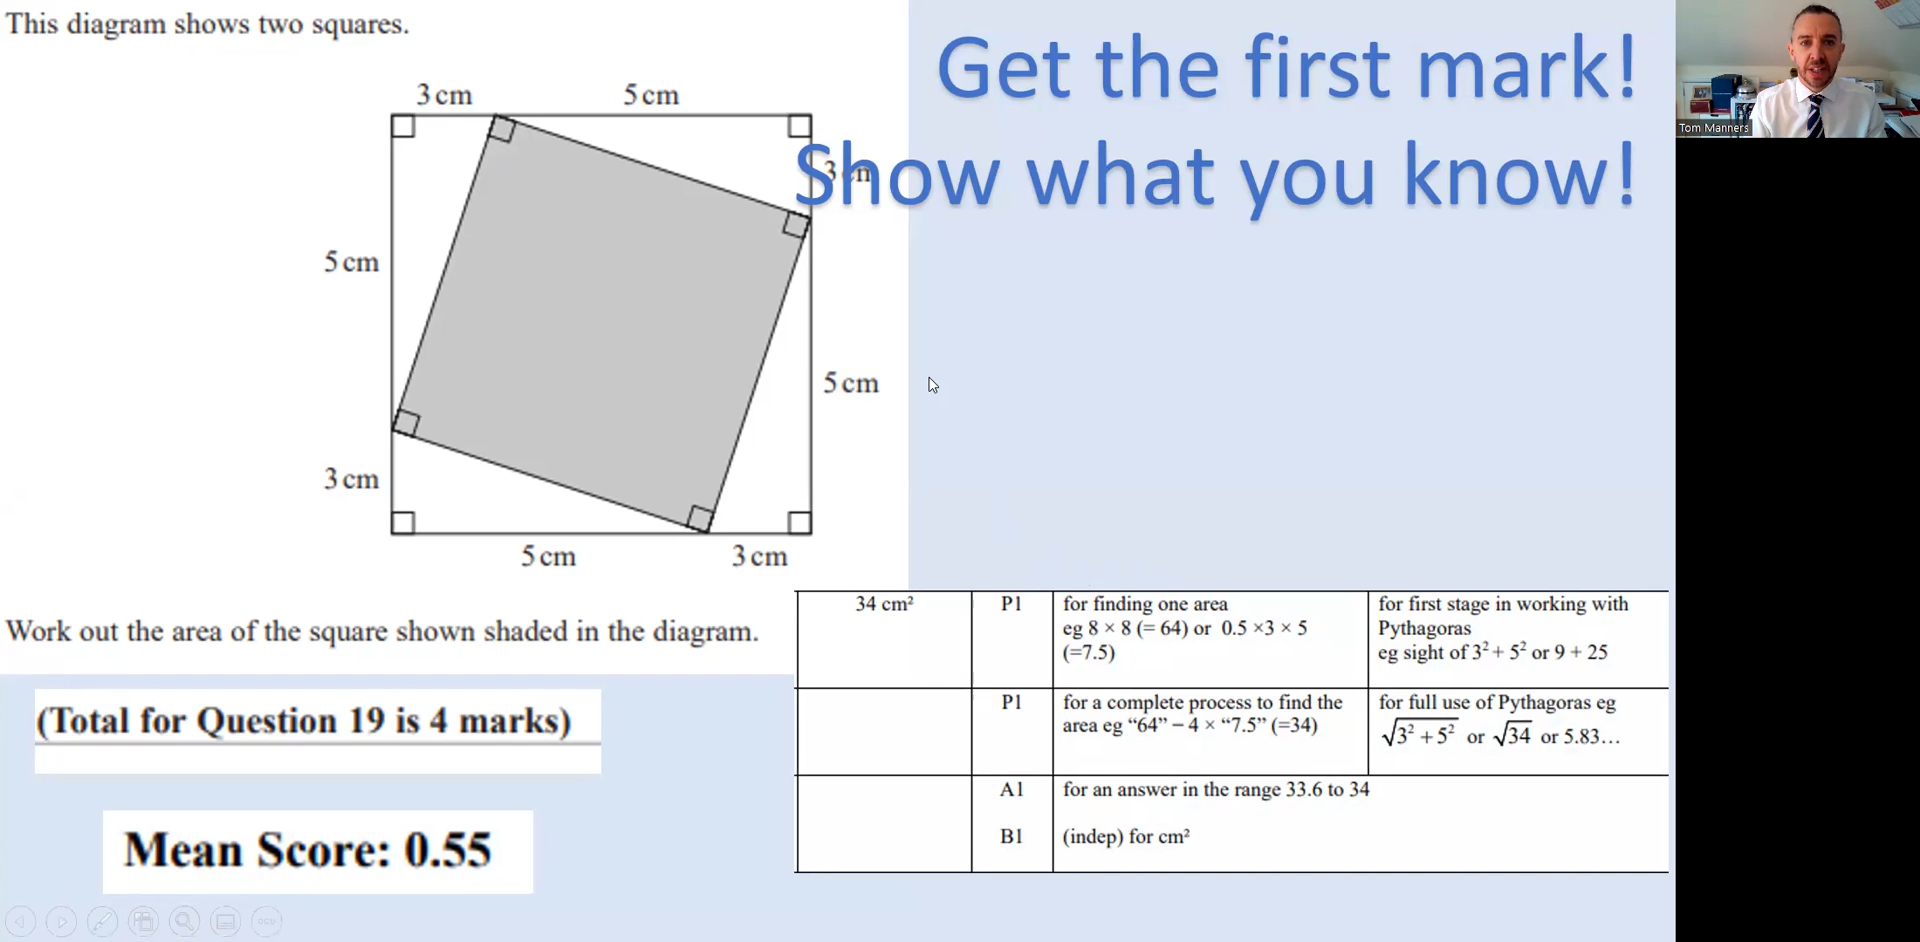 This diagram shows two squares.
Get the first mark!
Show what you know!
Tom Manners
3 cm
5 cm
5 cm
5 cm
3 cm
5 cm
3 cm
Work out the area of the square shown shaded in the diagram.
(Total for Question 19 is 4 marks)
Mean Score: 0.55
34 cm²
P1
for finding one area
eg 8 × 8 (= 64) or 0.5 ×3 × 5
(=7.5)
for first stage in working with
Pythagoras
eg sight of 3² + 5² or 9 + 25
P1
for a complete process to find the
area eg “64” – 4 × “7.5” (=34)
for full use of Pythagoras eg
√3² + 5² or √34 or 5.83…
A1
for an answer in the range 33.6 to 34
B1
(indep) for cm²